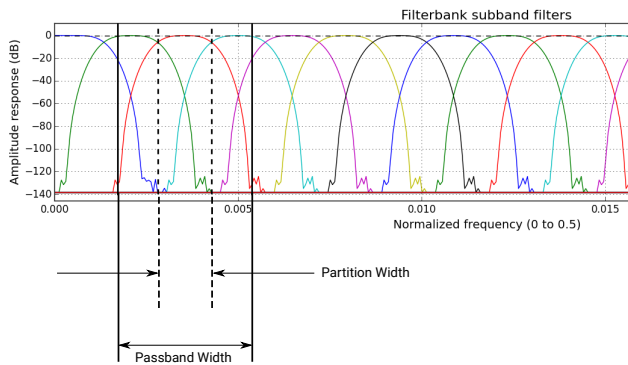 Filterbank subband filters
Amplitude response (dB)
0
−20
−40
−60
−80
−100
−120
−140
0.000
0.005
0.010
0.015
Normalized frequency (0 to 0.5)
Partition Width
Passband Width